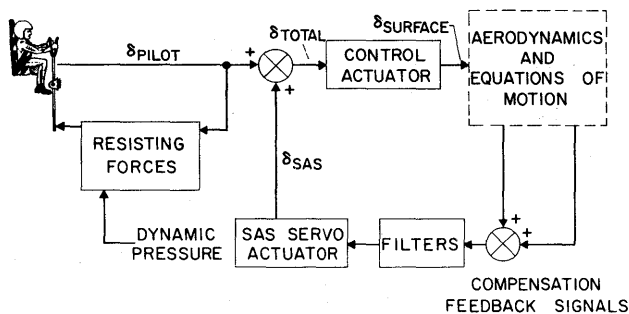 δPILOT
+
+
δTOTAL
CONTROL
ACTUATOR
δSURFACE
AERODYNAMICS
AND
EQUATIONS OF
MOTION
RESISTING
FORCES
δSAS
DYNAMIC
PRESSURE
SAS SERVO
ACTUATOR
FILTERS
+
+
COMPENSATION
FEEDBACK SIGNALS